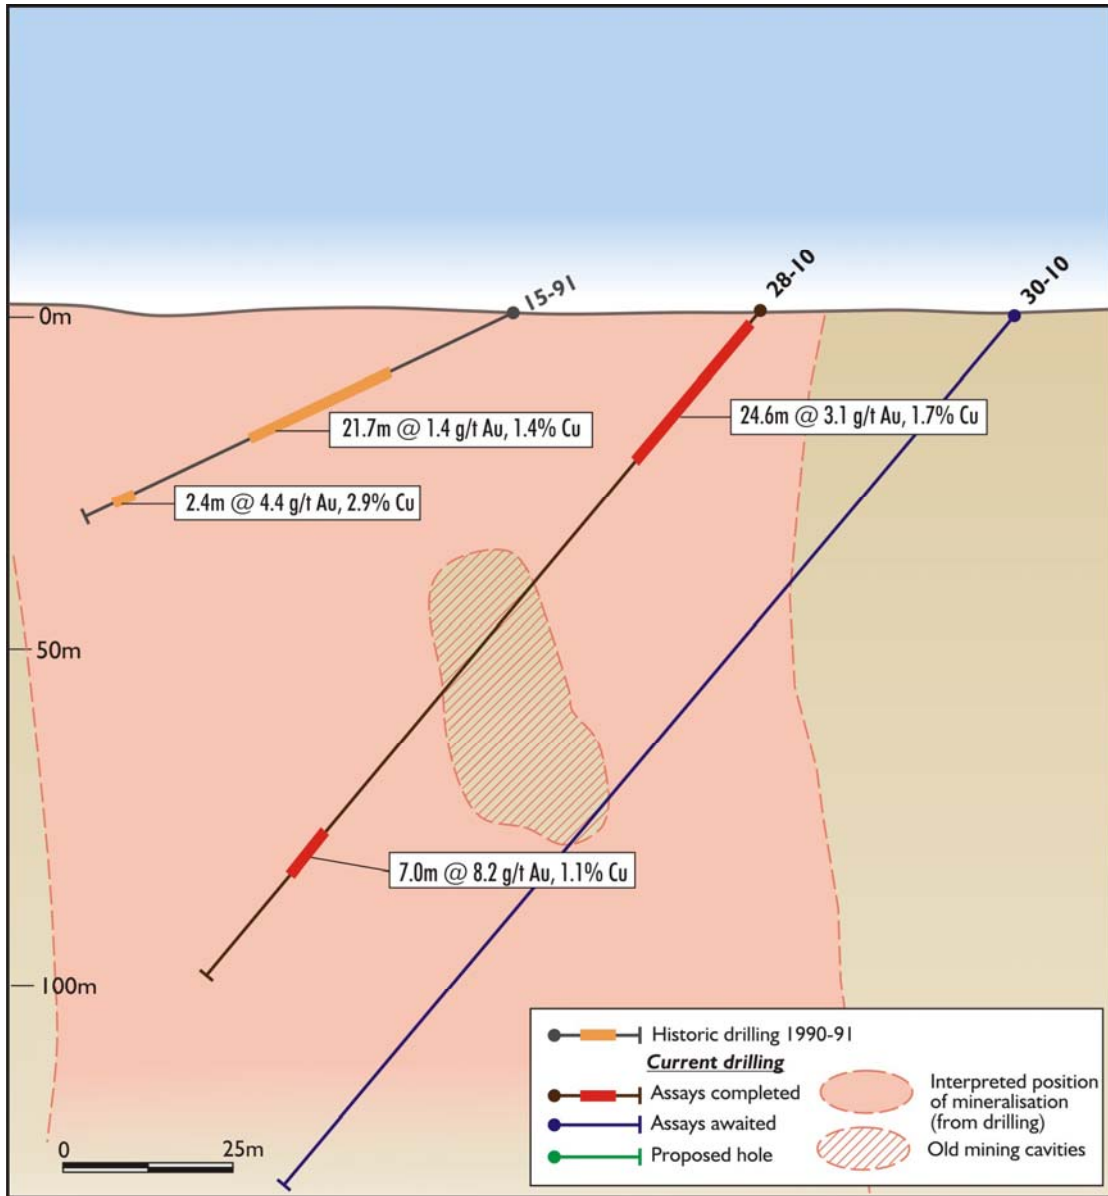 15-91
28-10
30-10
0m
21.7m @ 1.4 g/t Au, 1.4% Cu
24.6m @ 3.1 g/t Au, 1.7% Cu
2.4m @ 4.4 g/t Au, 2.9% Cu
50m
7.0m @ 8.2 g/t Au, 1.1% Cu
100m
0 25m
Historic drilling 1990-91
Current drilling
Assays completed
Assays awaited
Proposed hole
Interpreted position
of mineralisation
(from drilling)
Old mining cavities